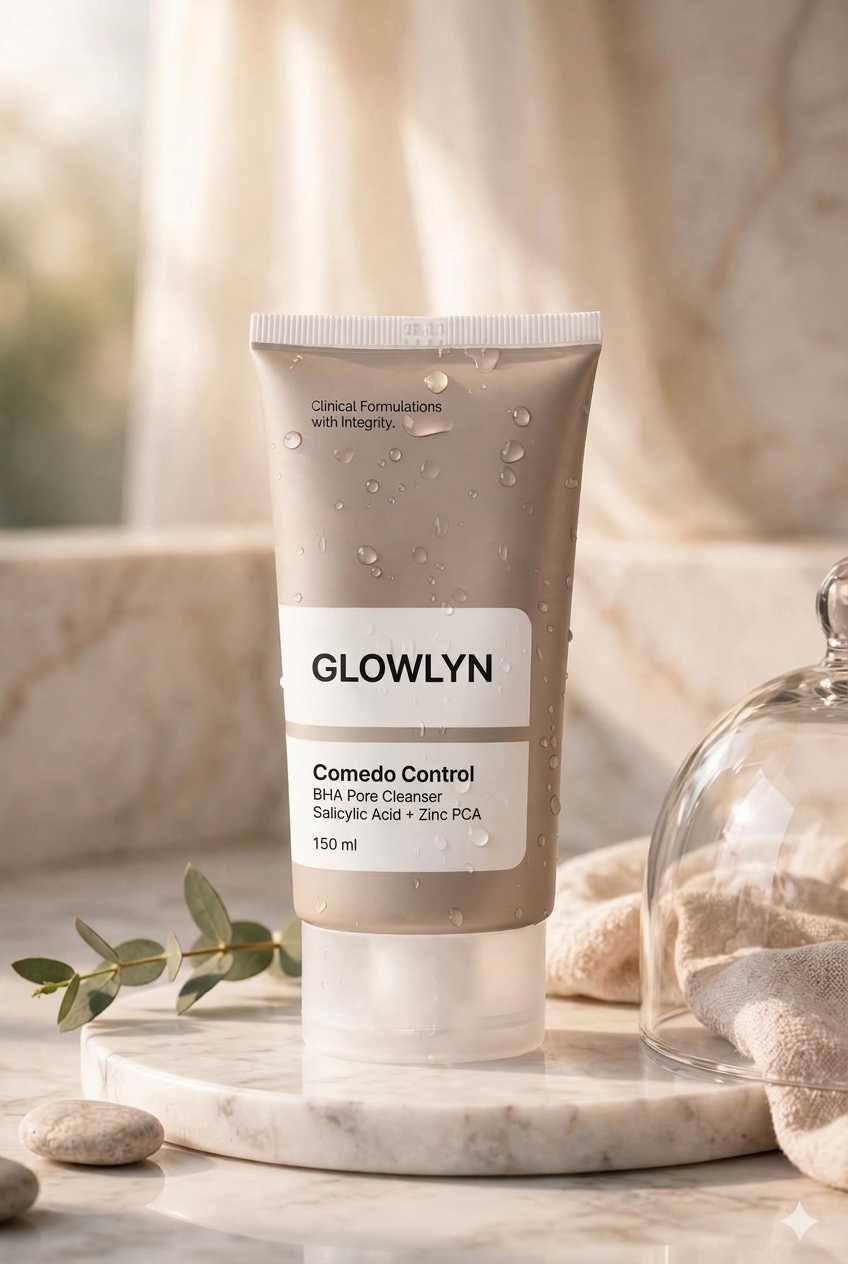 Clinical Formulations
with Integrity.
GLOWLYN
Comedo Control
BHA Pore Cleanser
Salicylic Acid + Zinc PCA
150 ml